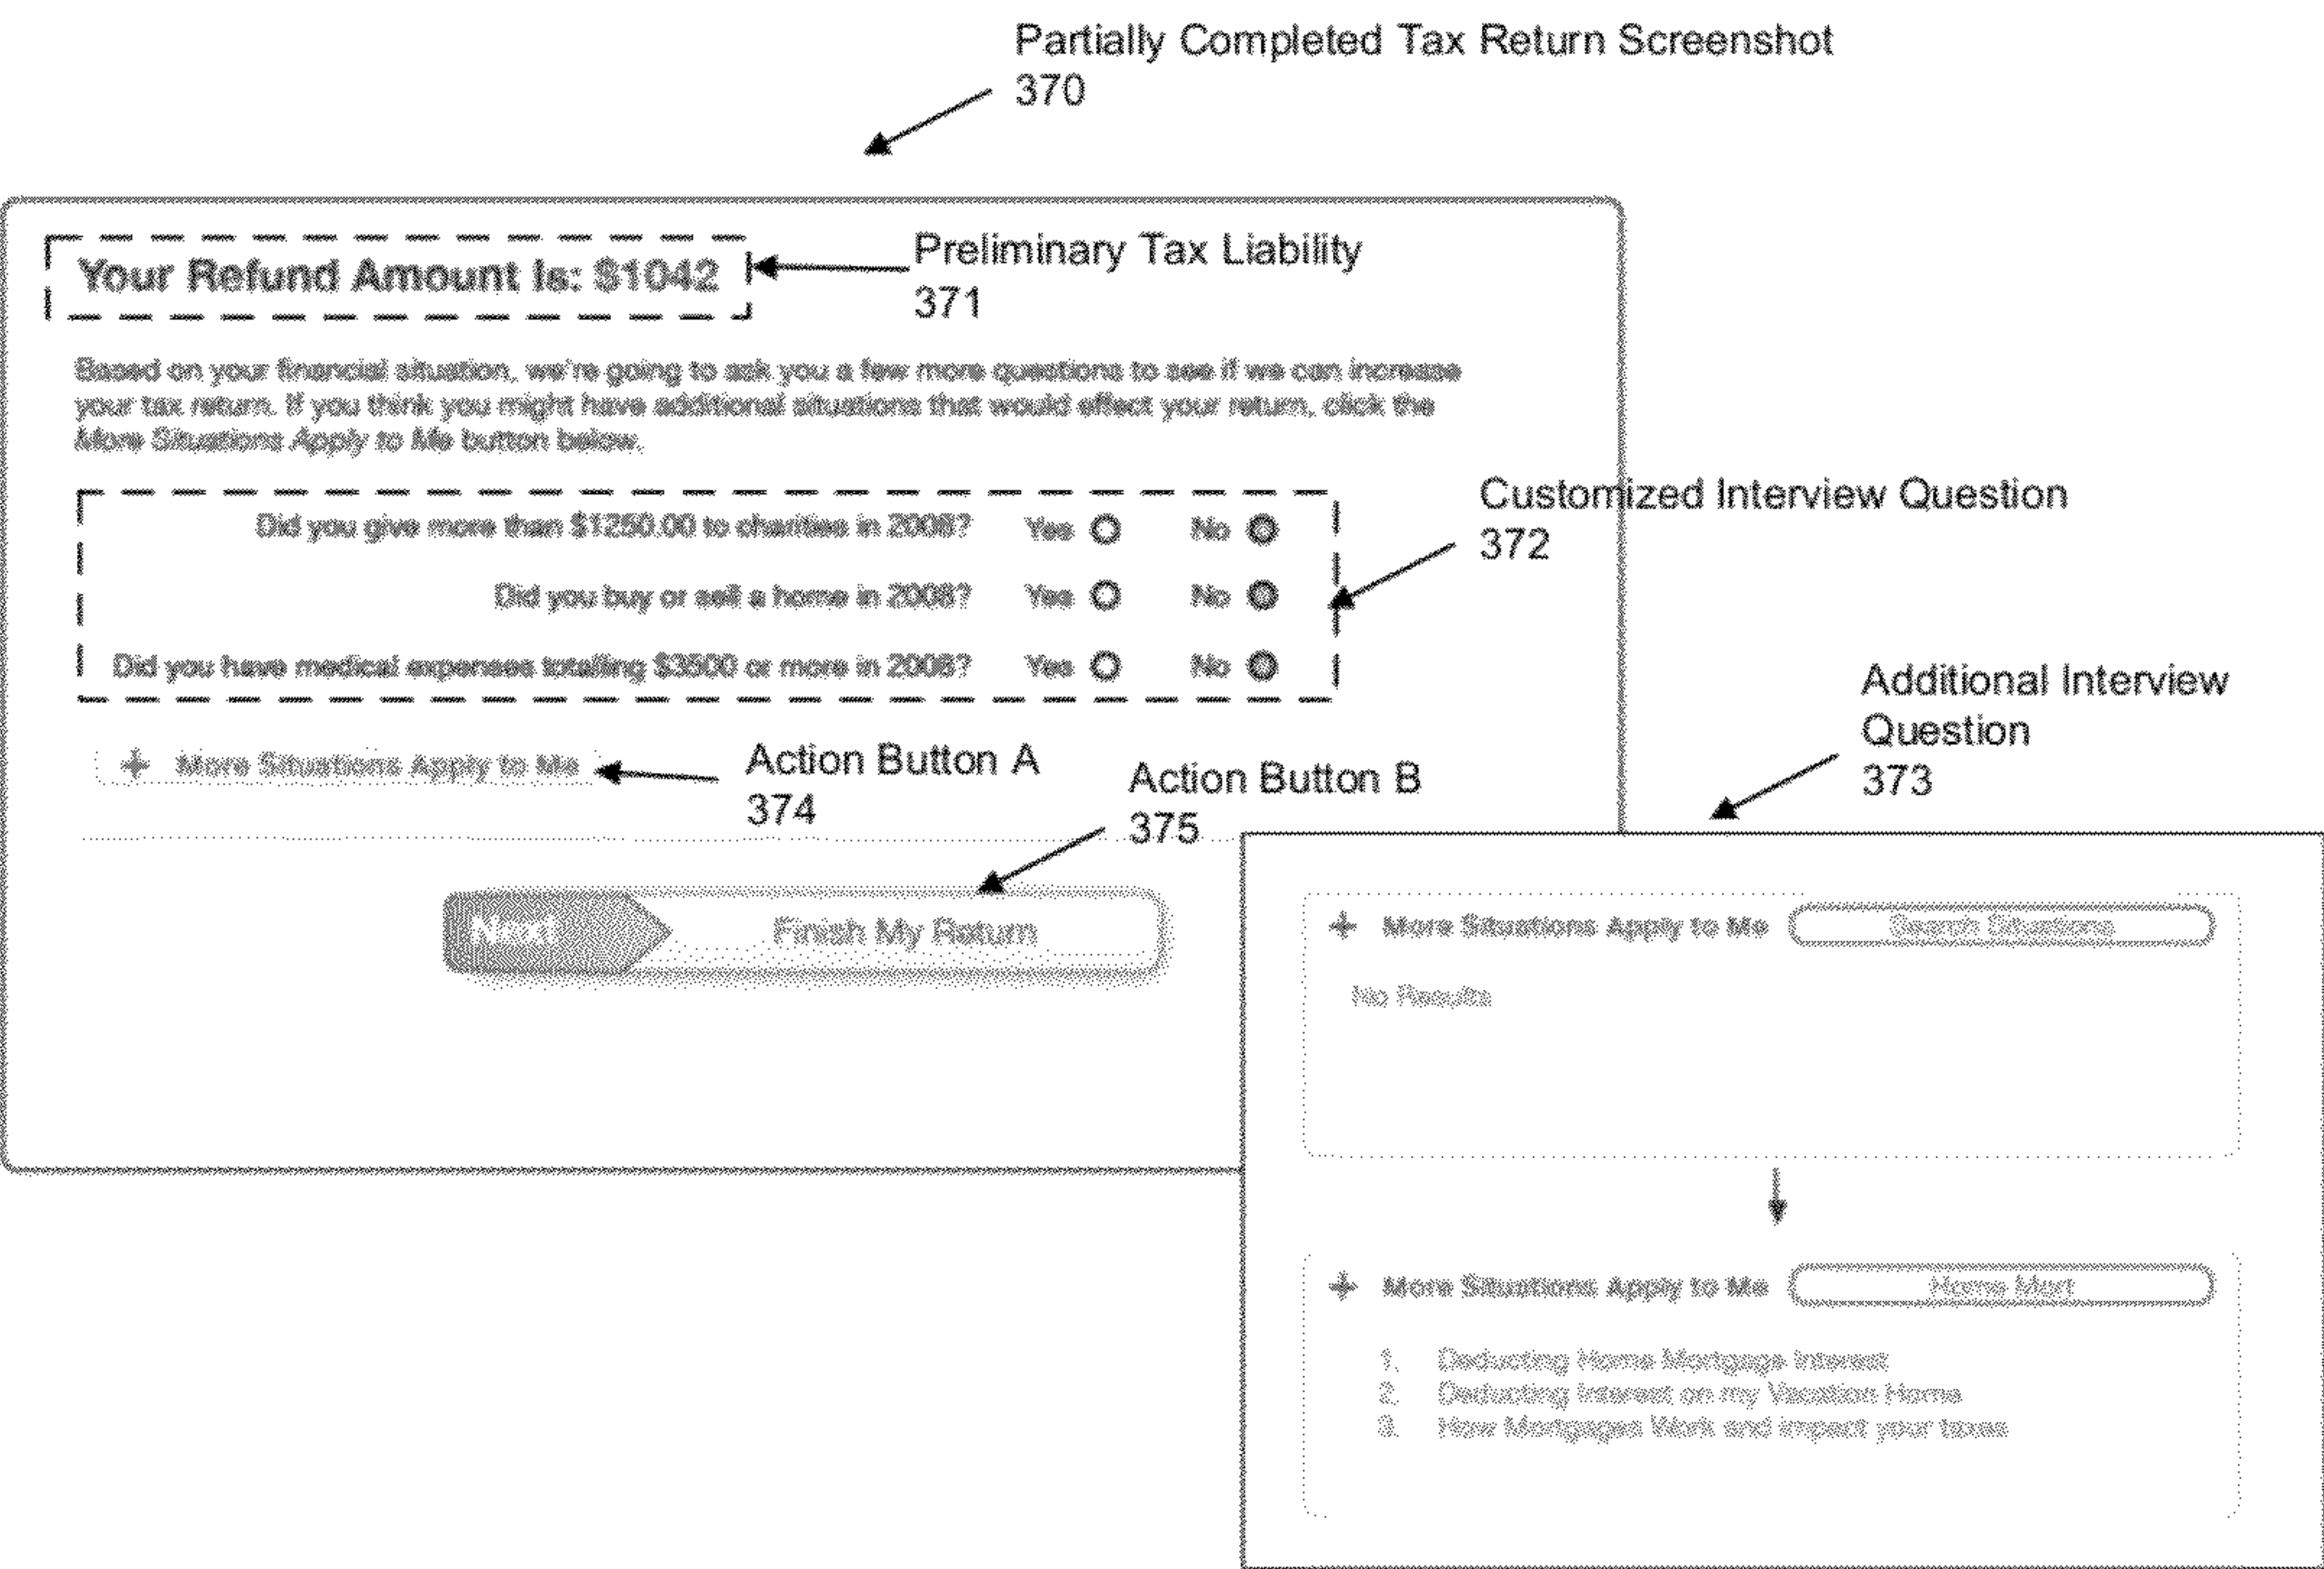 Partially Completed Tax Return Screenshot
370
Your Refund Amount Is: $1042
Preliminary Tax Liability
371
Based on your financial situation, we're going to ask you a few more questions to see if we can increase
your tax return. If you think you might have additional situations that would effect your return, click the
More Situations Apply to Me button below.
Customized Interview Question
372
Did you give more than $1250.00 to charities in 2008? Yes No
Did you buy or sell a home in 2008? Yes No
Did you have medical expenses totalling $3500 or more in 2008? Yes No
+ More Situations Apply to Me
Action Button A
374
Action Button B
375
Additional Interview
Question
373
Next Finish My Return
+ More Situations Apply to Me Search Situations
No Results
+ More Situations Apply to Me Home Mort
1. Deducting Home Mortgage Interest
2. Deducting Interest on my Vacation Home
3. How Mortgages Work and impact your taxes